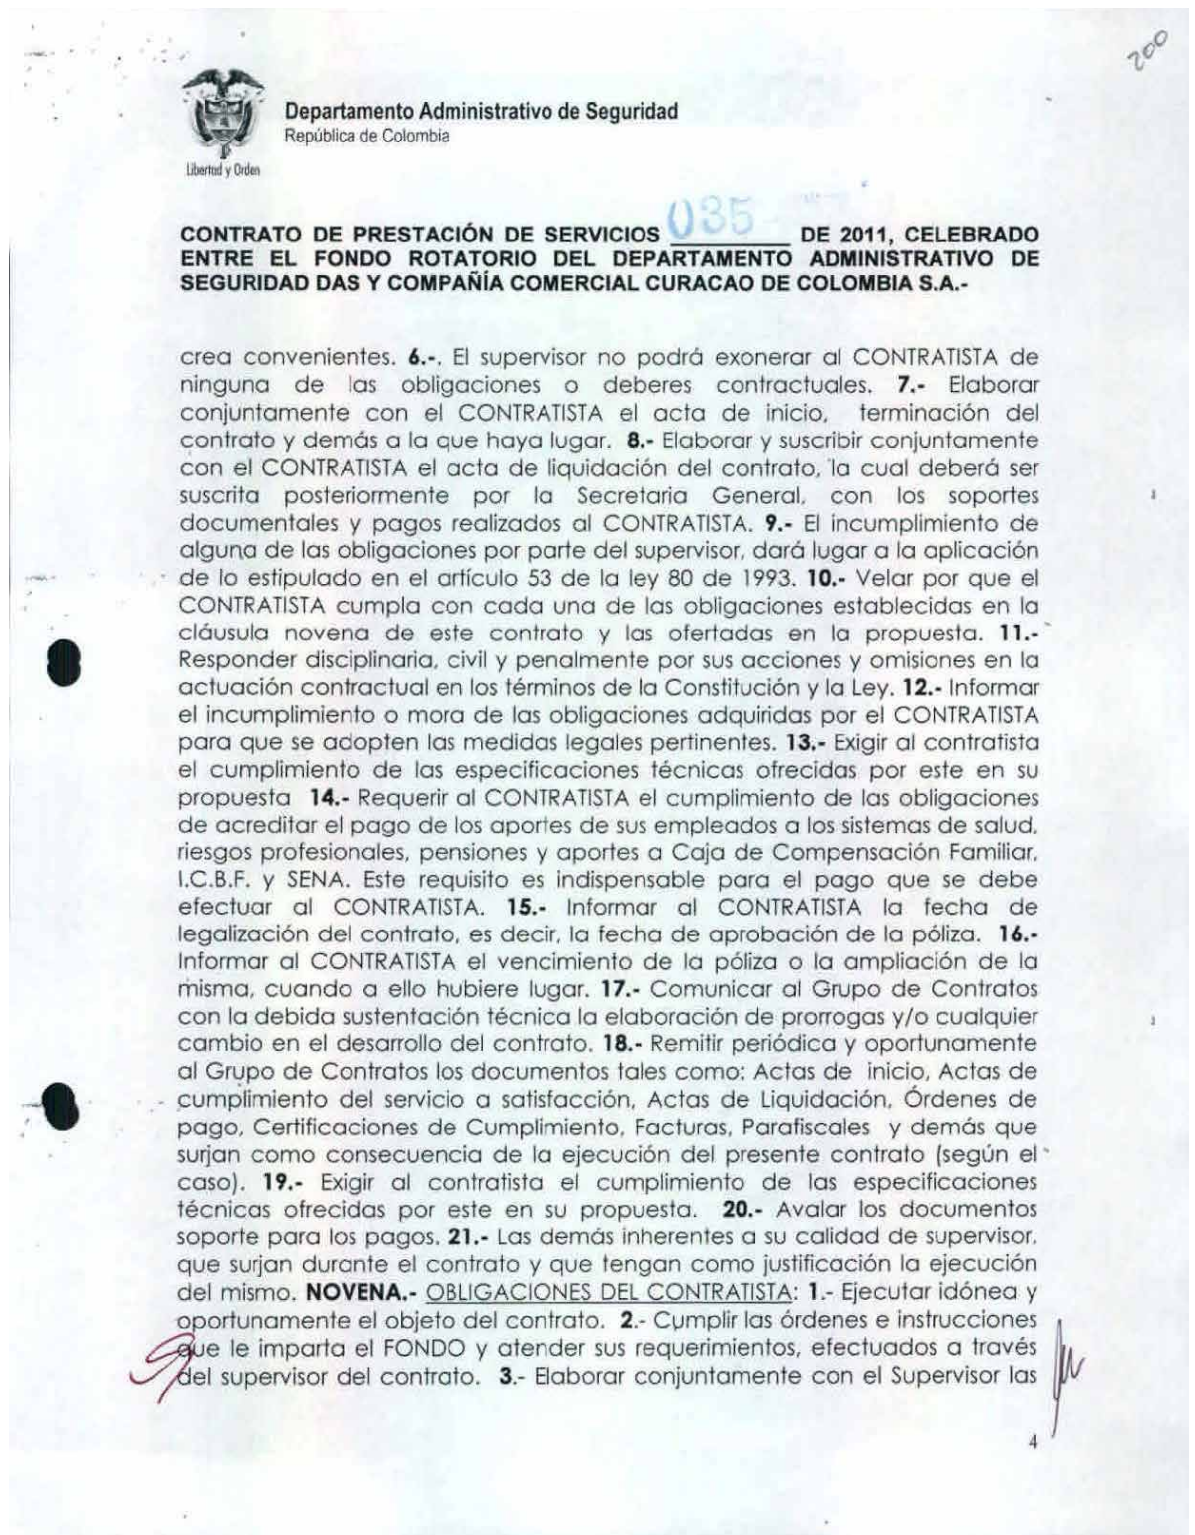 200
Departamento Administrativo de Seguridad
República de Colombia
Libertad y Orden
CONTRATO DE PRESTACIÓN DE SERVICIOS 035 DE 2011, CELEBRADO
ENTRE EL FONDO ROTATORIO DEL DEPARTAMENTO ADMINISTRATIVO DE
SEGURIDAD DAS Y COMPAÑÍA COMERCIAL CURACAO DE COLOMBIA S.A.-
crea convenientes. 6.-. El supervisor no podrá exonerar al CONTRATISTA de
ninguna de las obligaciones o deberes contractuales. 7.- Elaborar
conjuntamente con el CONTRATISTA el acta de inicio, terminación del
contrato y demás a la que haya lugar. 8.- Elaborar y suscribir conjuntamente
con el CONTRATISTA el acta de liquidación del contrato, la cual deberá ser
suscrita posteriormente por la Secretaria General, con los soportes
documentales y pagos realizados al CONTRATISTA. 9.- El incumplimiento de
alguna de las obligaciones por parte del supervisor, dará lugar a la aplicación
de lo estipulado en el artículo 53 de la ley 80 de 1993. 10.- Velar por que el
CONTRATISTA cumpla con cada una de las obligaciones establecidas en la
cláusula novena de este contrato y las ofertadas en la propuesta. 11.-
Responder disciplinaria, civil y penalmente por sus acciones y omisiones en la
actuación contractual en los términos de la Constitución y la Ley. 12.- Informar
el incumplimiento o mora de las obligaciones adquiridas por el CONTRATISTA
para que se adopten las medidas legales pertinentes. 13.- Exigir al contratista
el cumplimiento de las especificaciones técnicas ofrecidas por este en su
propuesta 14.- Requerir al CONTRATISTA el cumplimiento de las obligaciones
de acreditar el pago de los aportes de sus empleados a los sistemas de salud,
riesgos profesionales, pensiones y aportes a Caja de Compensación Familiar,
I.C.B.F. y SENA. Este requisito es indispensable para el pago que se debe
efectuar al CONTRATISTA. 15.- Informar al CONTRATISTA la fecha de
legalización del contrato, es decir, la fecha de aprobación de la póliza. 16.-
Informar al CONTRATISTA el vencimiento de la póliza o la ampliación de la
misma, cuando a ello hubiere lugar. 17.- Comunicar al Grupo de Contratos
con la debida sustentación técnica la elaboración de prorrogas y/o cualquier
cambio en el desarrollo del contrato. 18.- Remitir periódica y oportunamente
al Grupo de Contratos los documentos tales como: Actas de inicio, Actas de
cumplimiento del servicio a satisfacción, Actas de Liquidación, Órdenes de
pago, Certificaciones de Cumplimiento, Facturas, Parafiscales y demás que
surjan como consecuencia de la ejecución del presente contrato (según el
caso). 19.- Exigir al contratista el cumplimiento de las especificaciones
técnicas ofrecidas por este en su propuesta. 20.- Avalar los documentos
soporte para los pagos. 21.- Las demás inherentes a su calidad de supervisor,
que surjan durante el contrato y que tengan como justificación la ejecución
del mismo. NOVENA.- OBLIGACIONES DEL CONTRATISTA: 1.- Ejecutar idónea y
oportunamente el objeto del contrato. 2.- Cumplir las órdenes e instrucciones
que le imparta el FONDO y atender sus requerimientos, efectuados a través
del supervisor del contrato. 3.- Elaborar conjuntamente con el Supervisor las
4